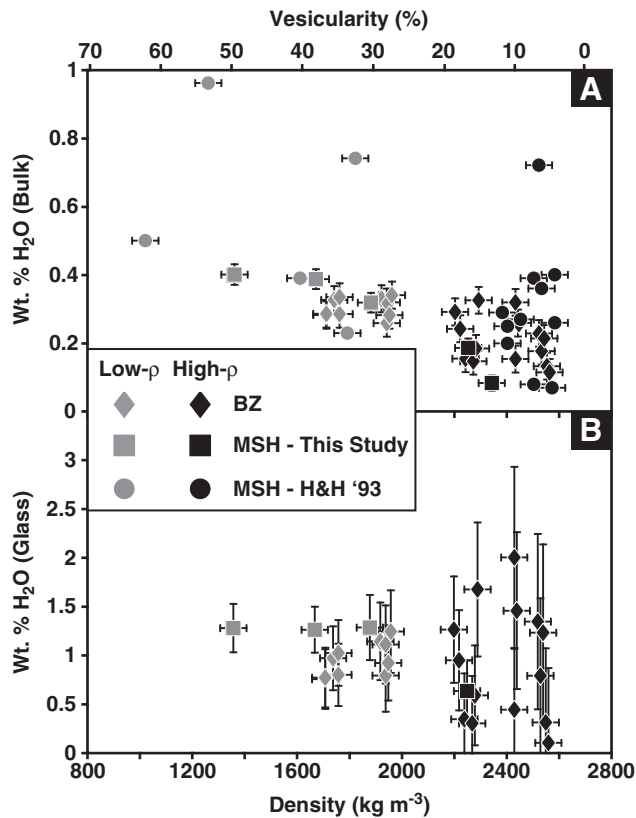 Vesicularity (%)
70 60 50 40 30 20 10 0
A
1
0.8
0.6
0.4
0.2
0
Wt. % H₂O (Bulk)
Low-ρ High-ρ
BZ
MSH - This Study
MSH - H&H ‘93
B
3
2.5
2
1.5
1
0.5
0
Wt. % H₂O (Glass)
800 1200 1600 2000 2400 2800
Density (kg m⁻³)